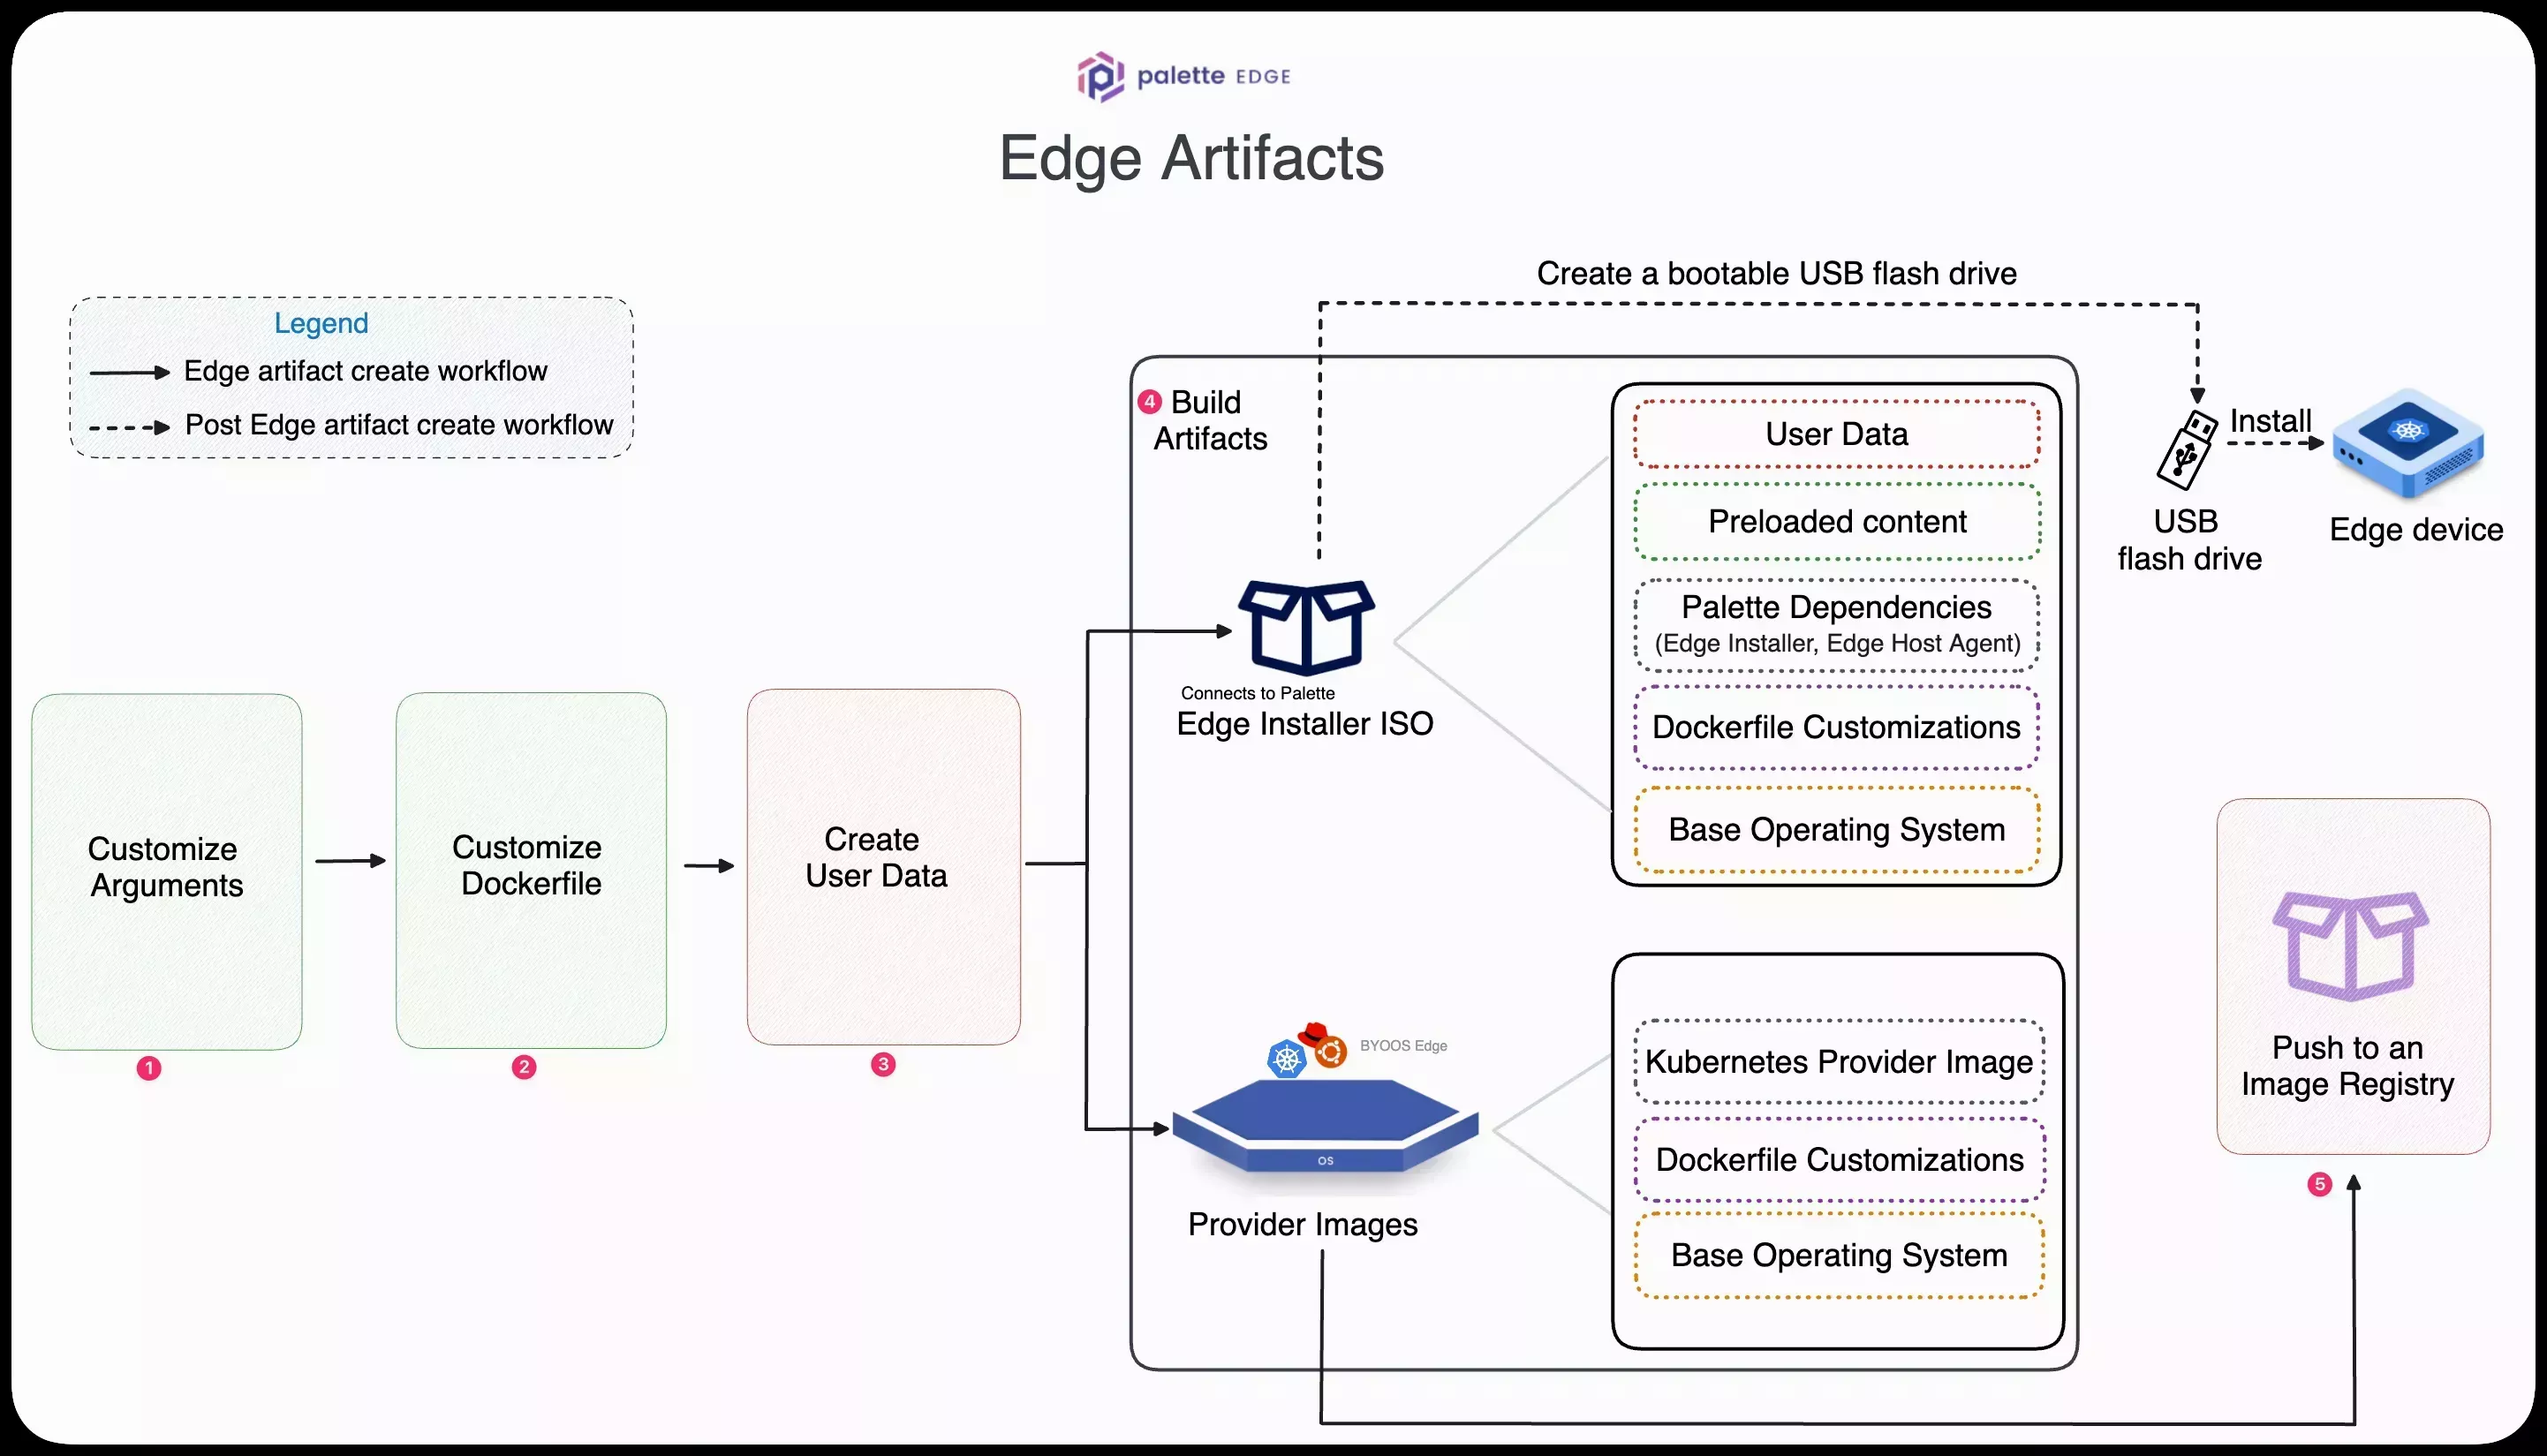 palette EDGE
Edge Artifacts
Legend
Edge artifact create workflow
Post Edge artifact create workflow
Create a bootable USB flash drive
4 Build
Artifacts
User Data
Preloaded content
Palette Dependencies
(Edge Installer, Edge Host Agent)
Dockerfile Customizations
Base Operating System
Connects to Palette
Edge Installer ISO
Install
USB
flash drive
Edge device
Customize
Arguments
1
Customize
Dockerfile
2
Create
User Data
3
BYOOS Edge
OS
Provider Images
Kubernetes Provider Image
Dockerfile Customizations
Base Operating System
Push to an
Image Registry
5